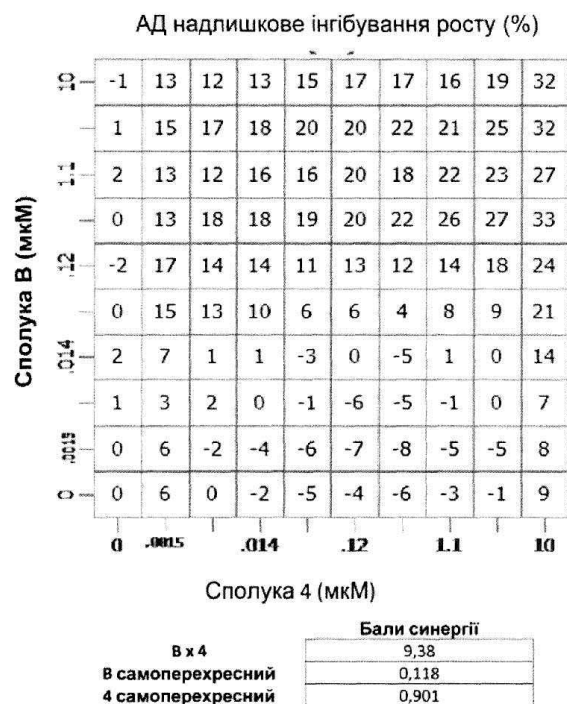 АД надлишкове інгібування росту (%)
10 -1 13 12 13 15 17 17 16 19 32
1 15 17 18 20 20 22 21 25 32
1.1 2 13 12 16 16 20 18 22 23 27
0 13 18 18 19 20 22 26 27 33
.12 -2 17 14 14 11 13 12 14 18 24
0 15 13 10 6 6 4 8 9 21
.014 2 7 1 1 -3 0 -5 1 0 14
1 3 2 0 -1 -6 -5 -1 0 7
.0015 0 6 -2 -4 -6 -7 -8 -5 -5 8
0 0 6 0 -2 -5 -4 -6 -3 -1 9
Сполука В (мкМ)
0 .0015 .014 .12 1.1 10
Сполука 4 (мкМ)
Бали синергії
В х 4 9,38
В самоперехресний 0,118
4 самоперехресний 0,901